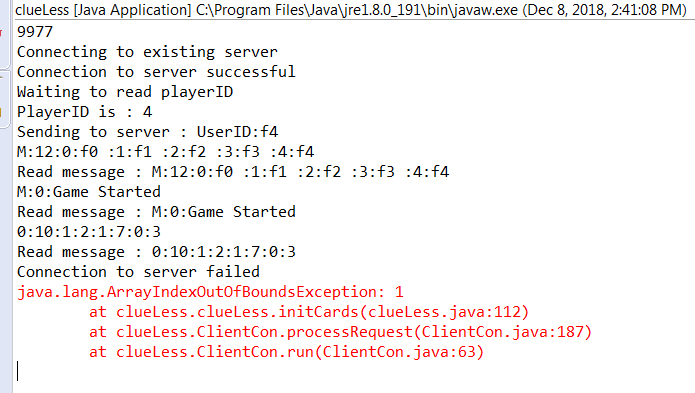 clueLess [Java Application] C:\Program Files\Java\jre1.8.0_191\bin\javaw.exe (Dec 8, 2018, 2:41:08 PM)
9977
Connecting to existing server
Connection to server successful
Waiting to read playerID
PlayerID is : 4
Sending to server : UserID:f4
M:12:0:f0 :1:f1 :2:f2 :3:f3 :4:f4
Read message : M:12:0:f0 :1:f1 :2:f2 :3:f3 :4:f4
M:0:Game Started
Read message : M:0:Game Started
0:10:1:2:1:7:0:3
Read message : 0:10:1:2:1:7:0:3
Connection to server failed
java.lang.ArrayIndexOutOfBoundsException: 1
at clueLess.clueLess.initCards(clueLess.java:112)
at clueLess.ClientCon.processRequest(ClientCon.java:187)
at clueLess.ClientCon.run(ClientCon.java:63)